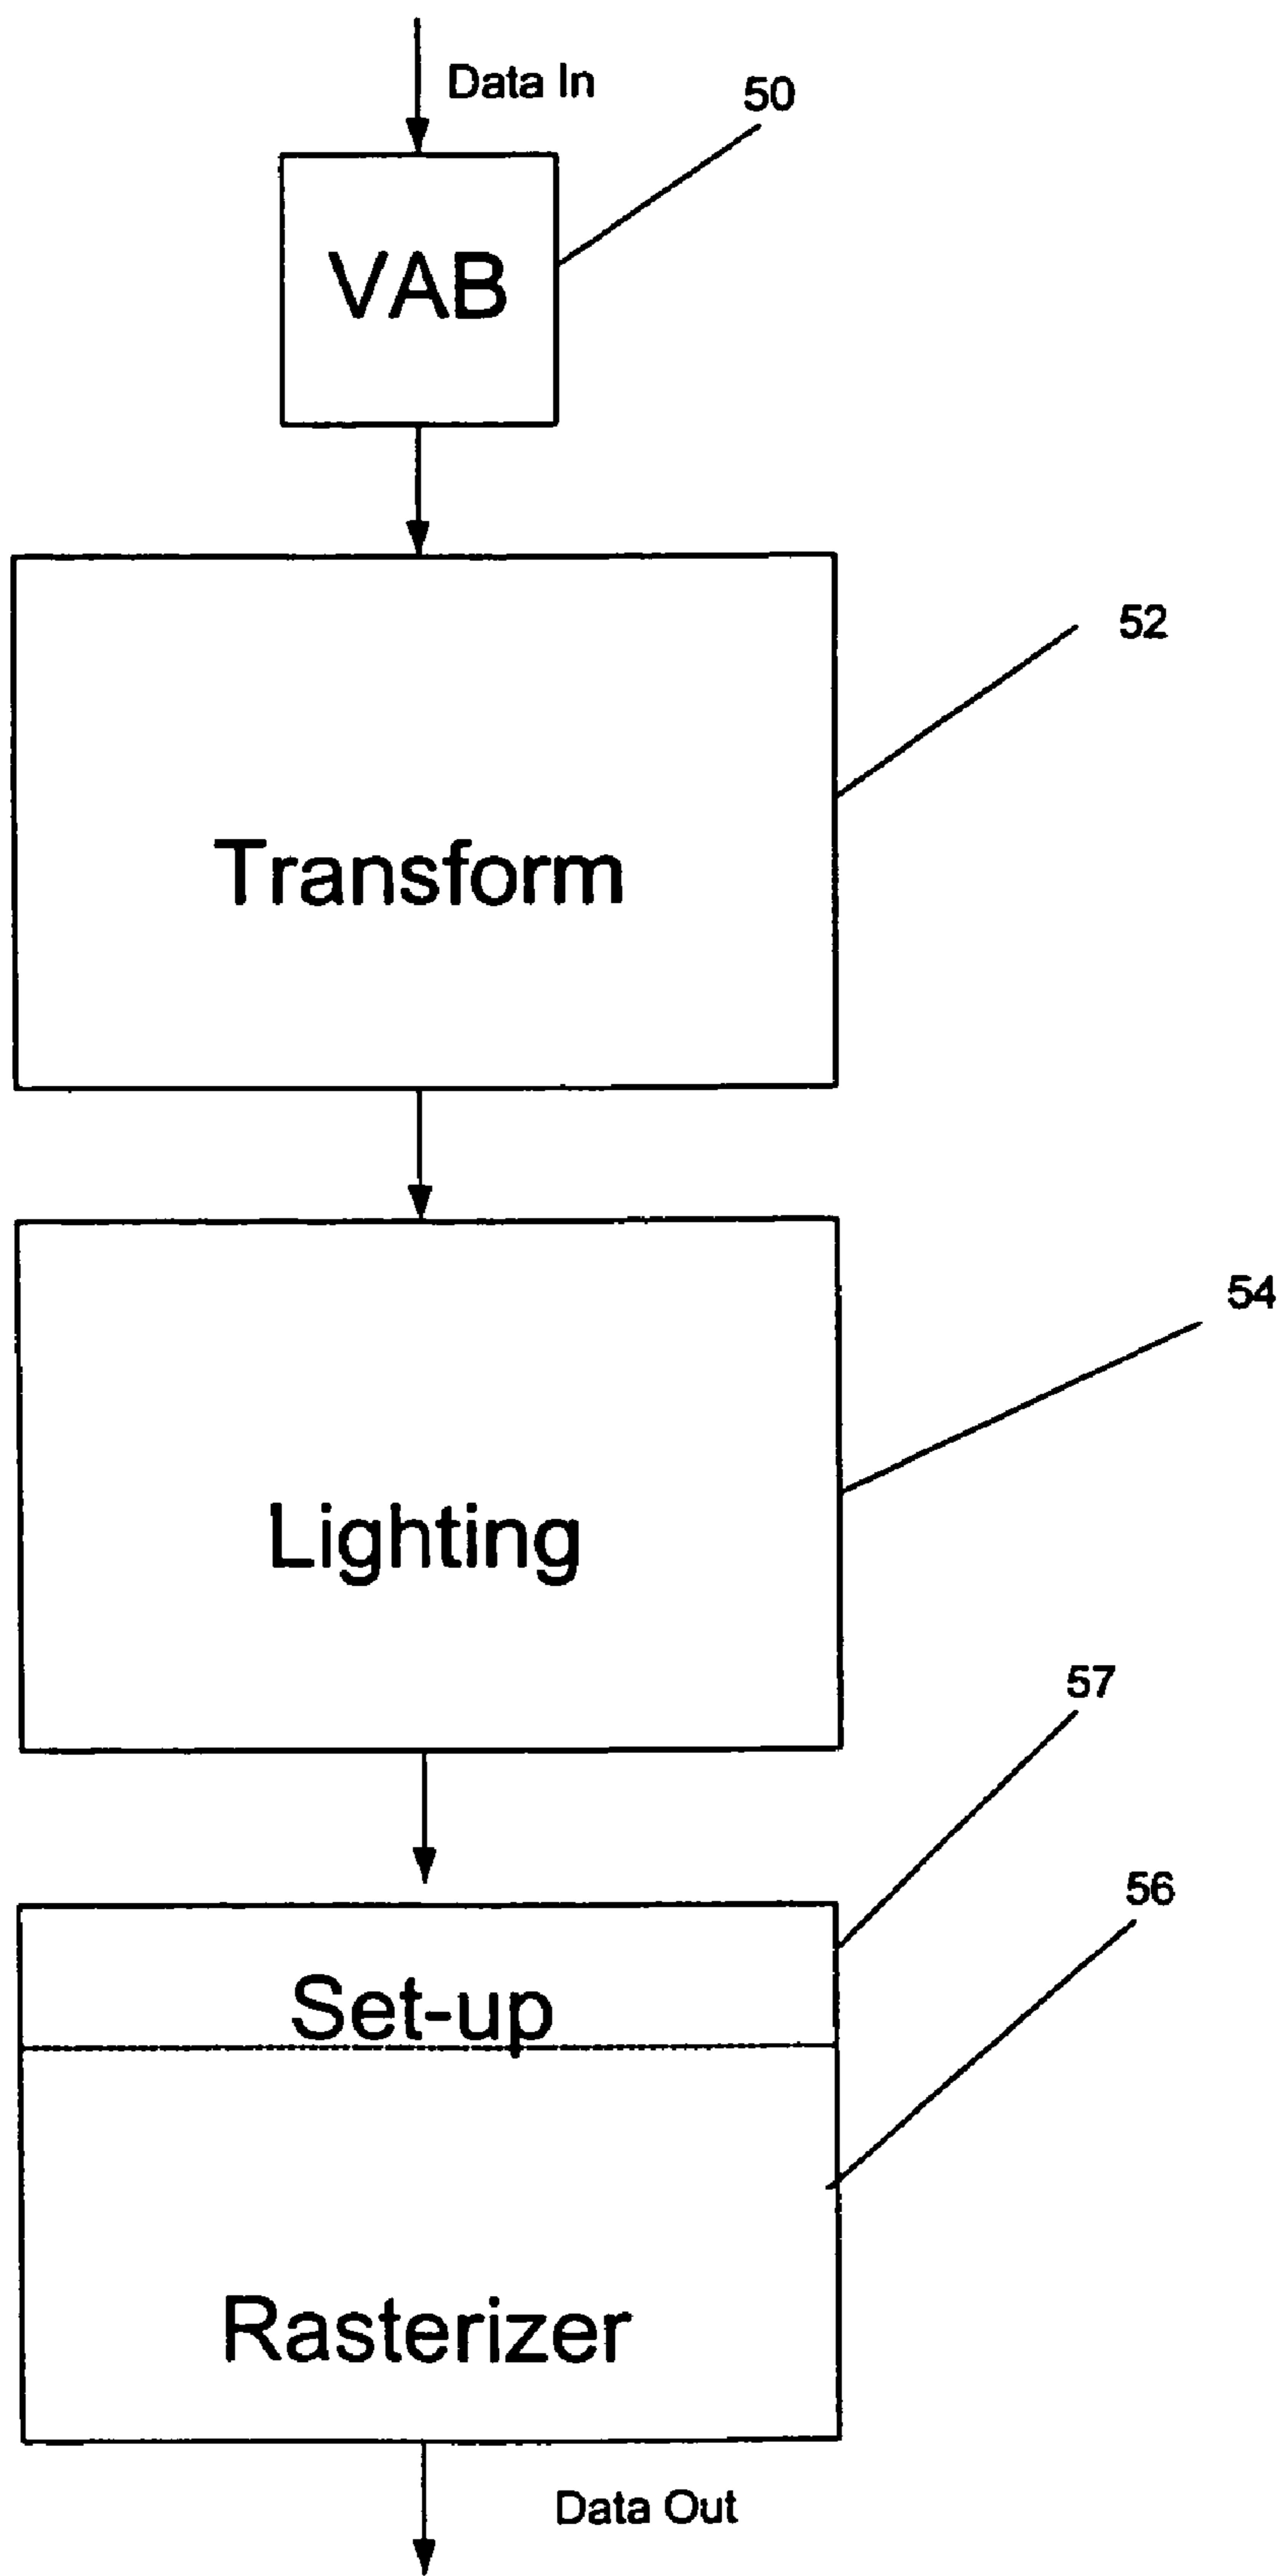 Data In
50
VAB
52
Transform
54
Lighting
57
Set-up
56
Rasterizer
Data Out